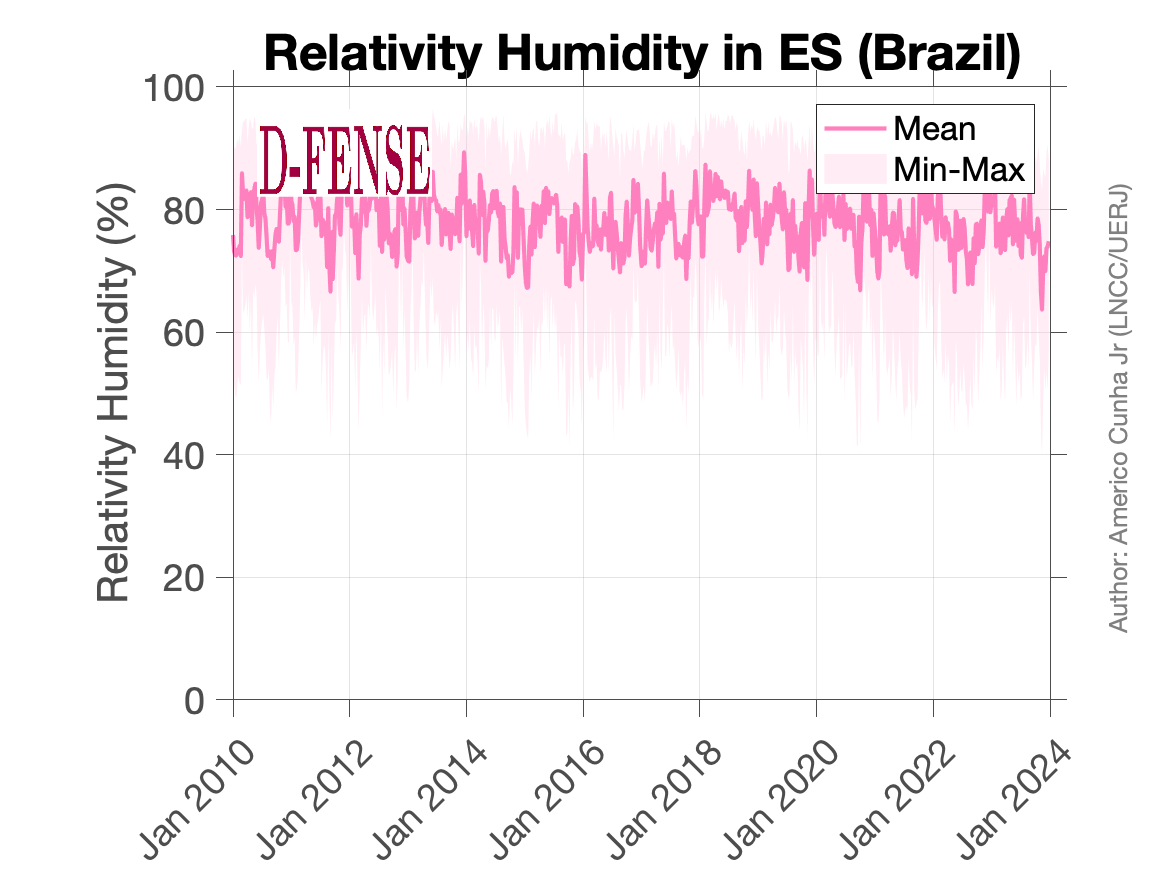 Relativity Humidity in ES (Brazil)
D-FENSE
Mean
Min-Max
Relativity Humidity (%)
100
80
60
40
20
0
Jan 2010
Jan 2012
Jan 2014
Jan 2016
Jan 2018
Jan 2020
Jan 2022
Jan 2024
Author: Americo Cunha Jr (LNCC/UERJ)